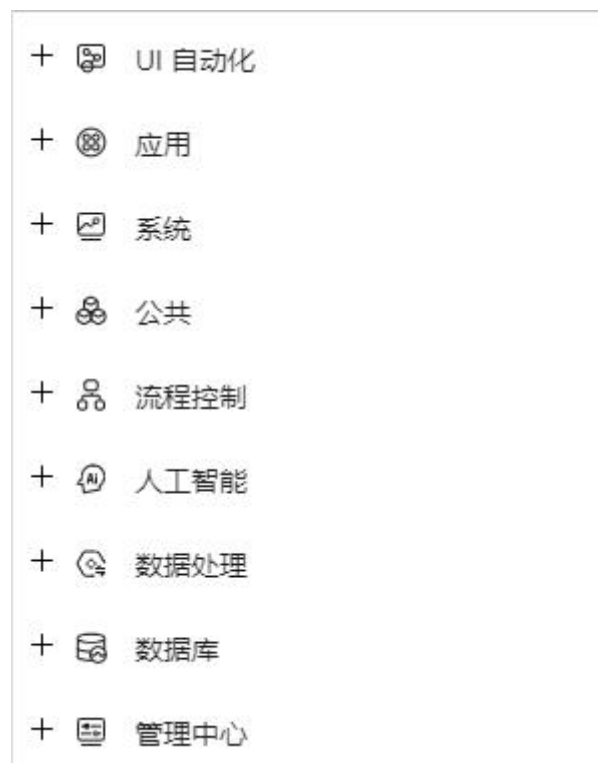 UI 自动化
应用
系统
公共
流程控制
人工智能
数据处理
数据库
管理中心